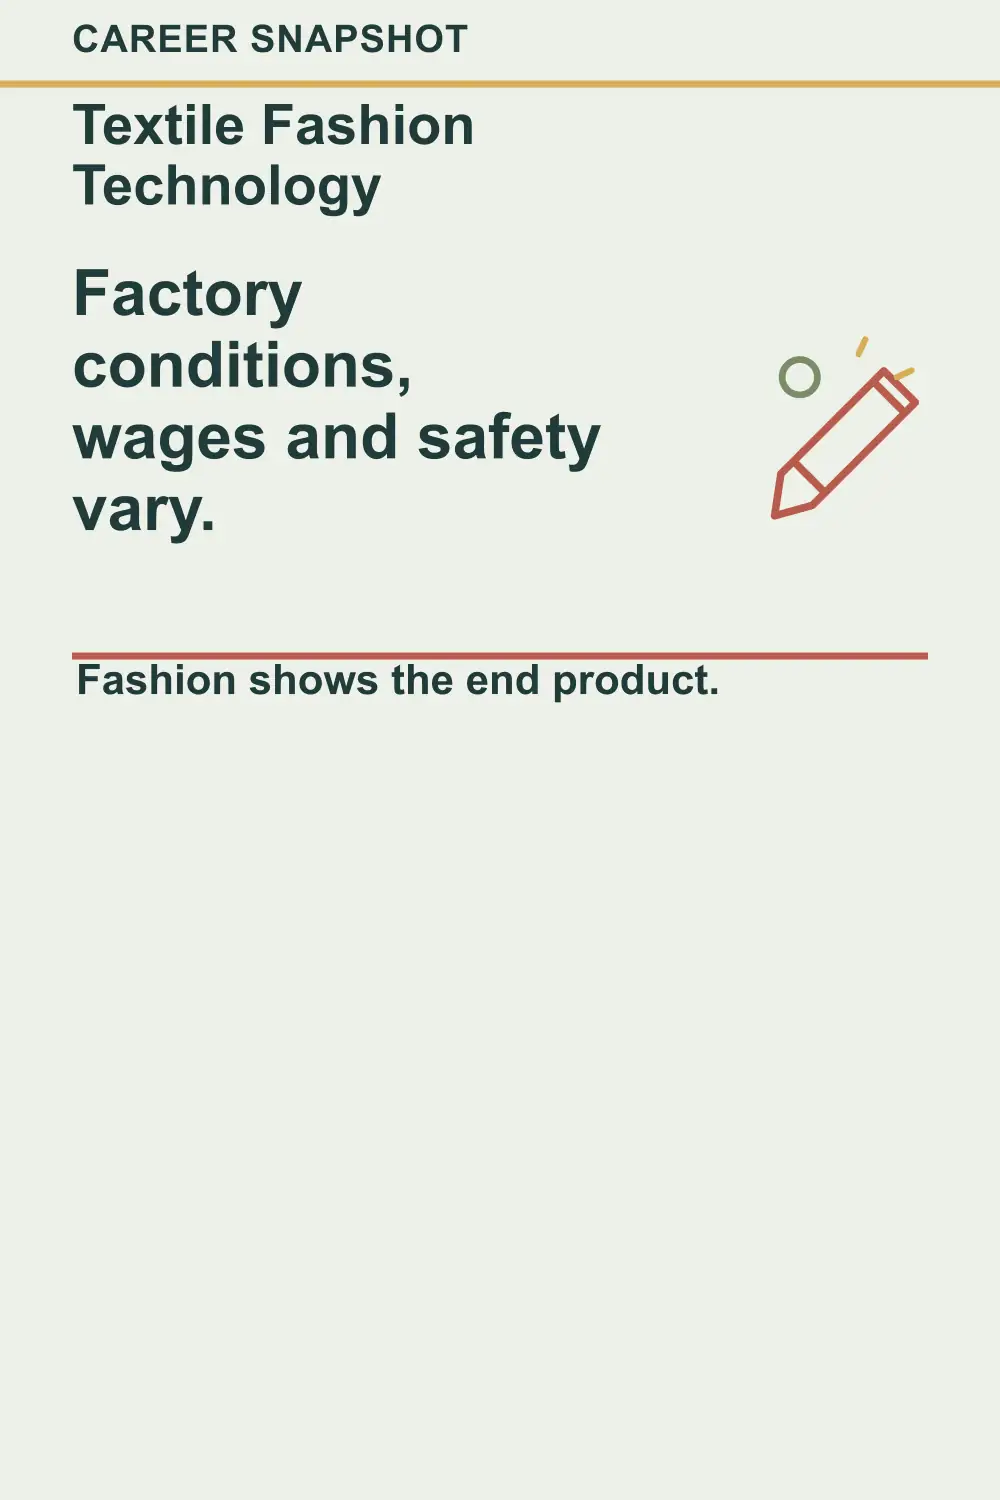 CAREER SNAPSHOT
Textile Fashion
Technology
Factory
conditions,
wages and safety
vary.
Fashion shows the end product.